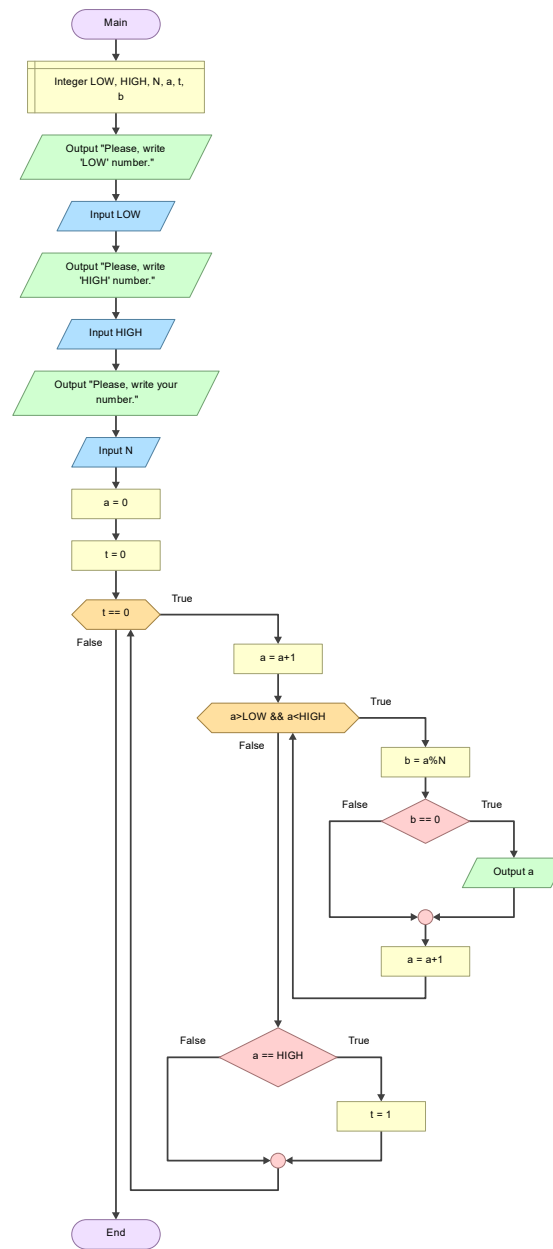 Main
Integer LOW, HIGH, N, a, t,
b
Output "Please, write
'LOW' number."
Input LOW
Output "Please, write
'HIGH' number."
Input HIGH
Output "Please, write your
number."
Input N
a = 0
t = 0
t == 0
True
False
a = a+1
a>LOW && a<HIGH
True
False
b = a%N
b == 0
False
True
Output a
a = a+1
a == HIGH
False
True
t = 1
End